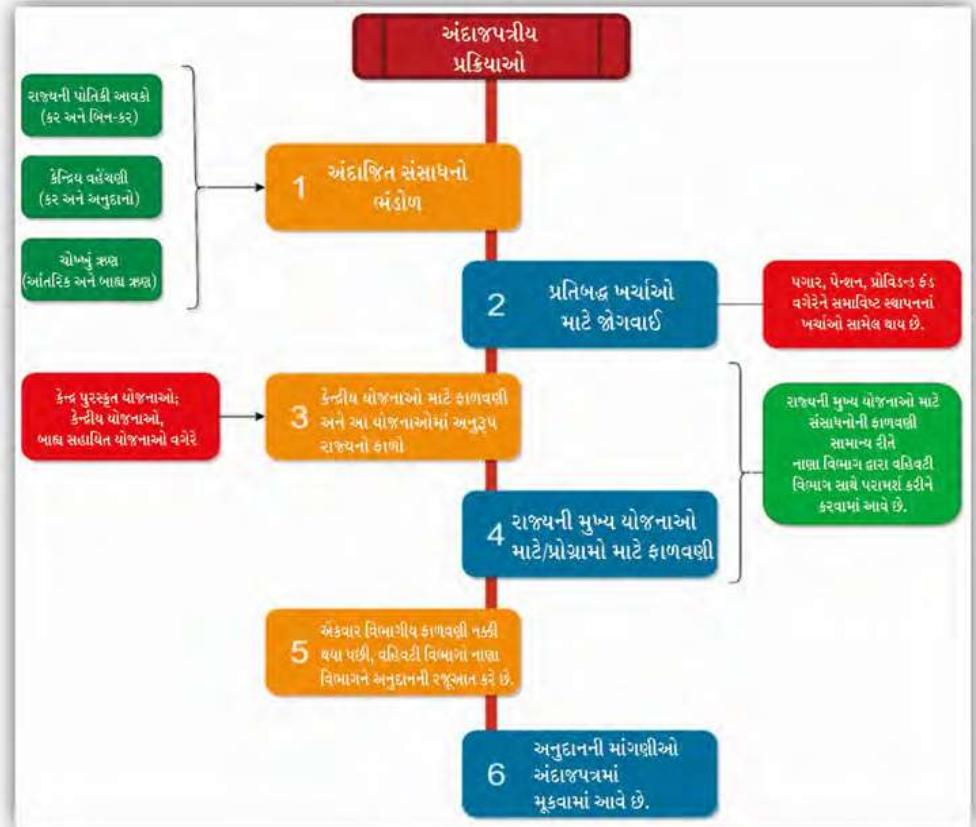 અંદાજપત્રીય
પ્રક્રિયાઓ
રાજ્યની પોતિકી આવકો
(કર અને બિન-કર)
કેન્દ્રિય વહેંચણી
(કર અને અનુદાનો)
ચોખ્ખું ઋણ
(આંતરિક અને બાહ્ય ઋણ)
1
અંદાજિત સંસાધનો
ભંડોળ
2
પ્રતિબદ્ધ ખર્ચાઓ
માટે જોગવાઈ
પગાર, પેન્શન, પ્રોવિડન્ડ ફંડ
વગેરેને સમાવિષ્ટ સ્થાપનનાં
ખર્ચાઓ સામેલ થાય છે.
કેન્દ્ર પુરસ્કૃત યોજનાઓ;
કેન્દ્રીય યોજનાઓ,
બાહ્ય સહાયિત યોજનાઓ વગેરે
3
કેન્દ્રીય યોજનાઓ માટે ફાળવણી
અને આ યોજનાઓમાં અનુરૂપ
રાજ્યનો ફાળો
રાજ્યની મુખ્ય યોજનાઓ માટે
સંસાધનોની ફાળવણી
સામાન્ય રીતે
નાણા વિભાગ દ્વારા વહિવટી
વિભાગ સાથે પરામર્શ કરીને
કરવામાં આવે છે.
4
રાજ્યની મુખ્ય યોજનાઓ
માટે/પ્રોગ્રામો માટે ફાળવણી
5
એકવાર વિભાગીય ફાળવણી નક્કી
થયા પછી, વહિવટી વિભાગો નાણા
વિભાગને અનુદાનની રજૂઆત કરે છે.
6
અનુદાનની માંગણીઓ
અંદાજપત્રમાં
મૂકવામાં આવે છે.